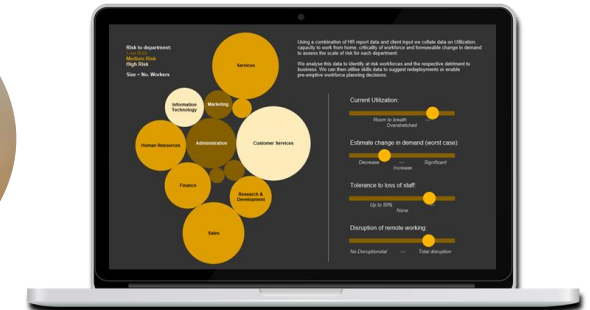 Risk to department:
Low Risk
Medium Risk
High Risk
Size = No. Workers
Services
Information
Technology
Marketing
Human Resources
Administration
Customer Services
Finance
Research &
Development
Sales
Using a combination of HR report data and client input we collate data on Utilization,
capacity to work from home, criticality of workforce and foreseeable change in demand
to assess the scale of risk for each department.
We analyse this data to identify at risk workforces and the respective detriment to
business. We can then utilise skills data to suggest redeployments or enable
pre-emptive workforce planning decisions.
Current Utilization:
Room to breath ---
Overstretched
Estimate change in demand (worst case):
Decrease --- Significant
Increase
Tolerance to loss of staff:
Up to 50%
None
Disruption of remote working:
No Disruptionotal --- Total disruption